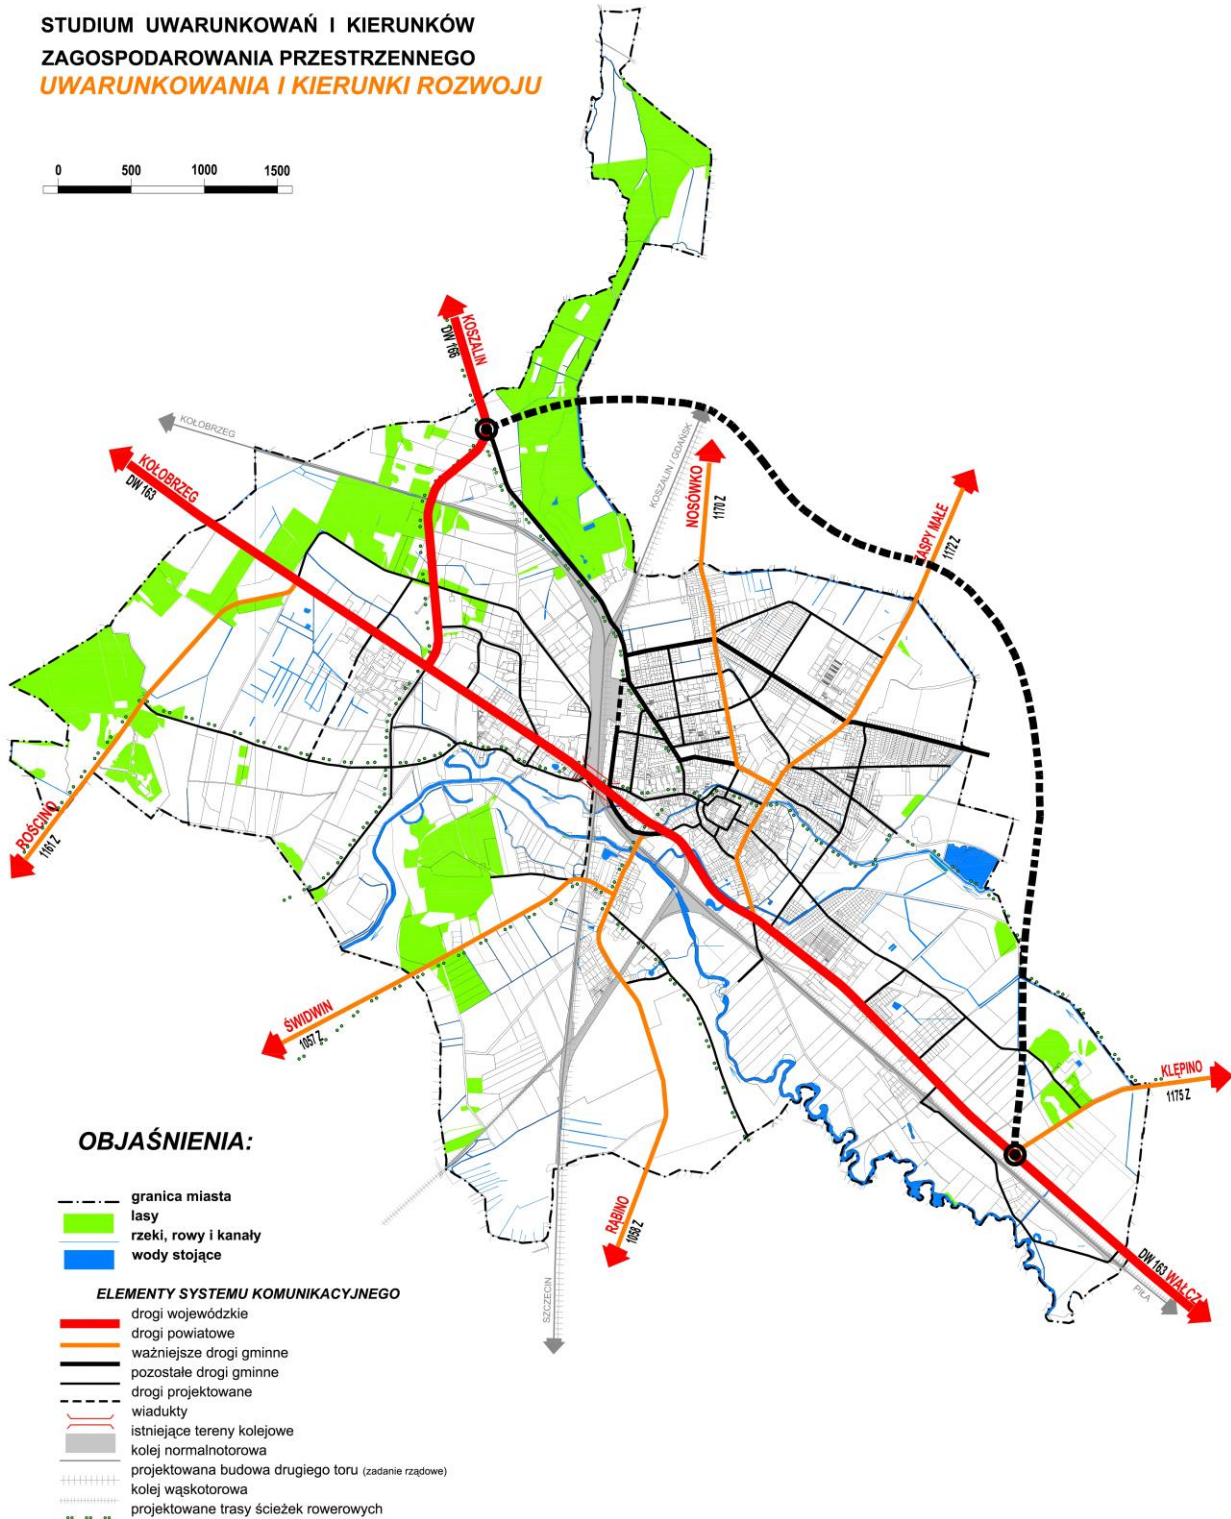 STUDIUM UWARUNKOWAŃ I KIERUNKÓW
ZAGOSPODAROWANIA PRZESTRZENNEGO
UWARUNKOWANIA I KIERUNKI ROZWOJU
0 500 1000 1500
KOSZALIN
DW 166
KOŁOBRZEG
KOŁOBRZEG
DW 163
KOSZALIN / GDAŃSK
NOSÓWKO
1170 Z
ZASPY MAŁE
1172 Z
ROŚCINO
1161 Z
ŚWIDWIN
1057 Z
KLĘPINO
1175 Z
RĄBINO
1058 Z
SZCZECIN
DW 163 WAŁCZ
PIŁA
OBJAŚNIENIA:
granica miasta
lasy
rzeki, rowy i kanały
wody stojące
ELEMENTY SYSTEMU KOMUNIKACYJNEGO
drogi wojewódzkie
drogi powiatowe
ważniejsze drogi gminne
pozostałe drogi gminne
drogi projektowane
wiadukty
istniejące tereny kolejowe
kolej normalnotorowa
projektowana budowa drugiego toru (zadanie rządowe)
kolej wąskotorowa
projektowane trasy ścieżek rowerowych